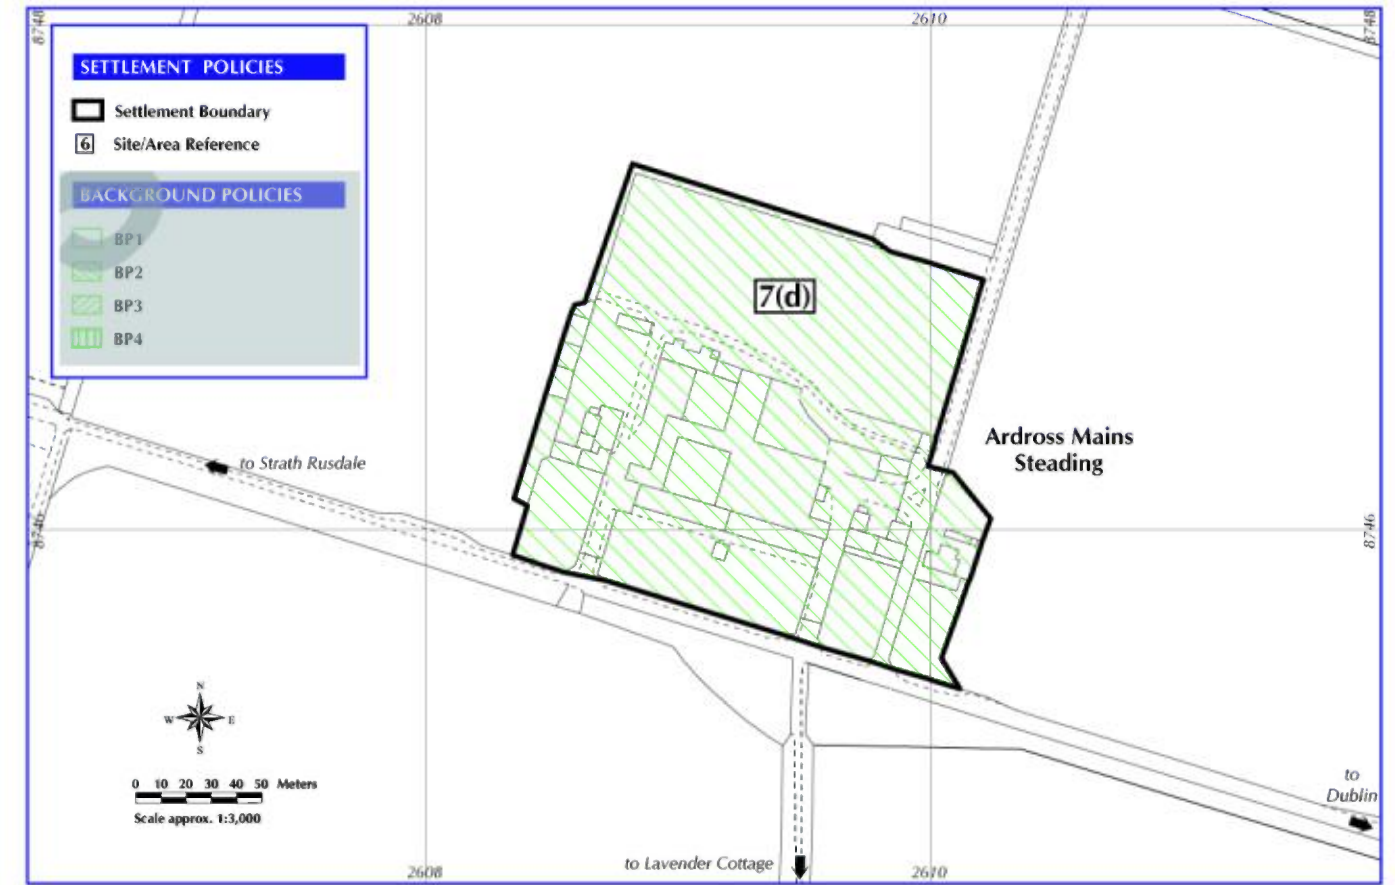 2608
2610
8748
8748
SETTLEMENT POLICIES
Settlement Boundary
6 Site/Area Reference
BACKGROUND POLICIES
BP1
BP2
BP3
BP4
7(d)
Ardross Mains
Steading
to Strath Rusdale
8746
8746
N
W E
S
0 10 20 30 40 50 Meters
Scale approx. 1:3,000
to
Dublin
to Lavender Cottage
2608
2610